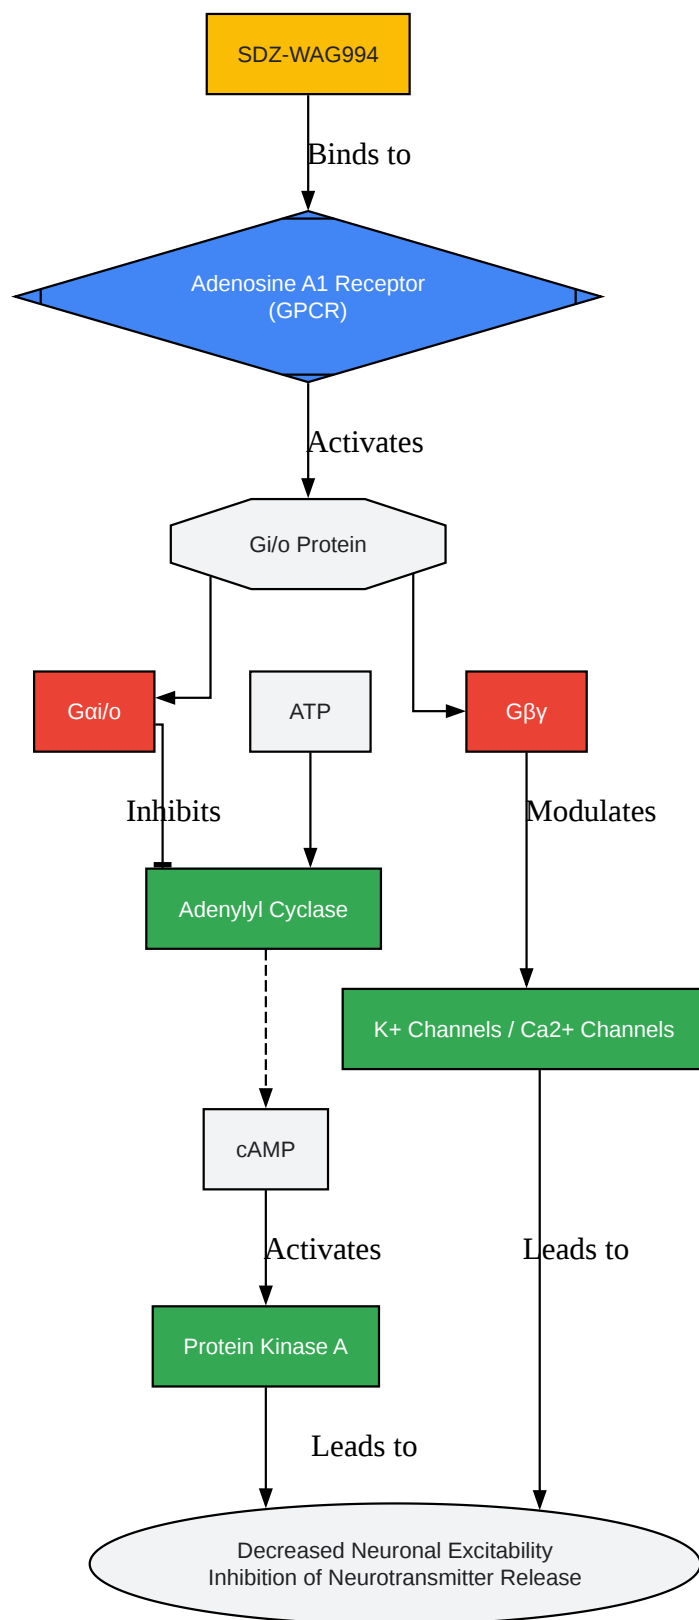 SDZ-WAG994
Binds to
Adenosine A1 Receptor
(GPCR)
Activates
Gi/o Protein
Gαi/o
ATP
Gβγ
Inhibits
Modulates
Adenylyl Cyclase
K+ Channels / Ca2+ Channels
cAMP
Activates
Leads to
Protein Kinase A
Leads to
Decreased Neuronal Excitability
Inhibition of Neurotransmitter Release